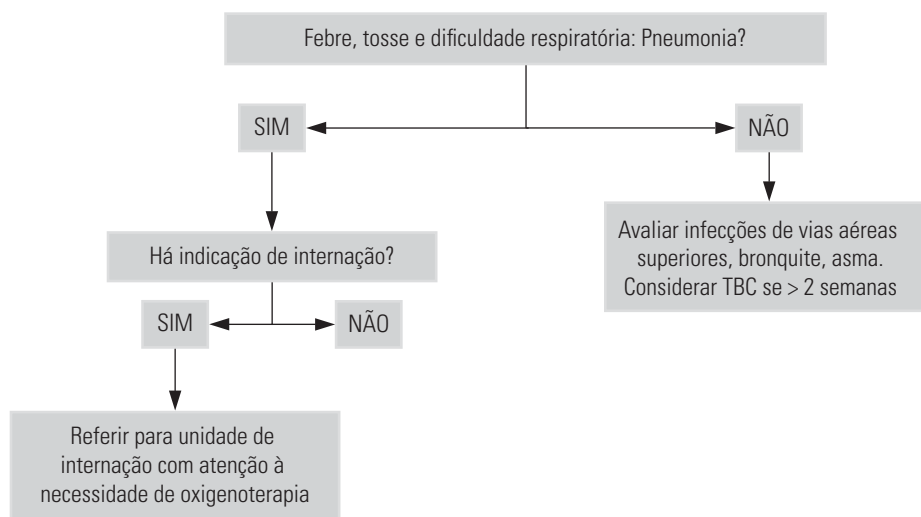 Febre, tosse e dificuldade respiratória: Pneumonia?
SIM
NÃO
Há indicação de internação?
Avaliar infecções de vias aéreas
superiores, bronquite, asma.
Considerar TBC se > 2 semanas
SIM
NÃO
Referir para unidade de
internação com atenção à
necessidade de oxigenoterapia